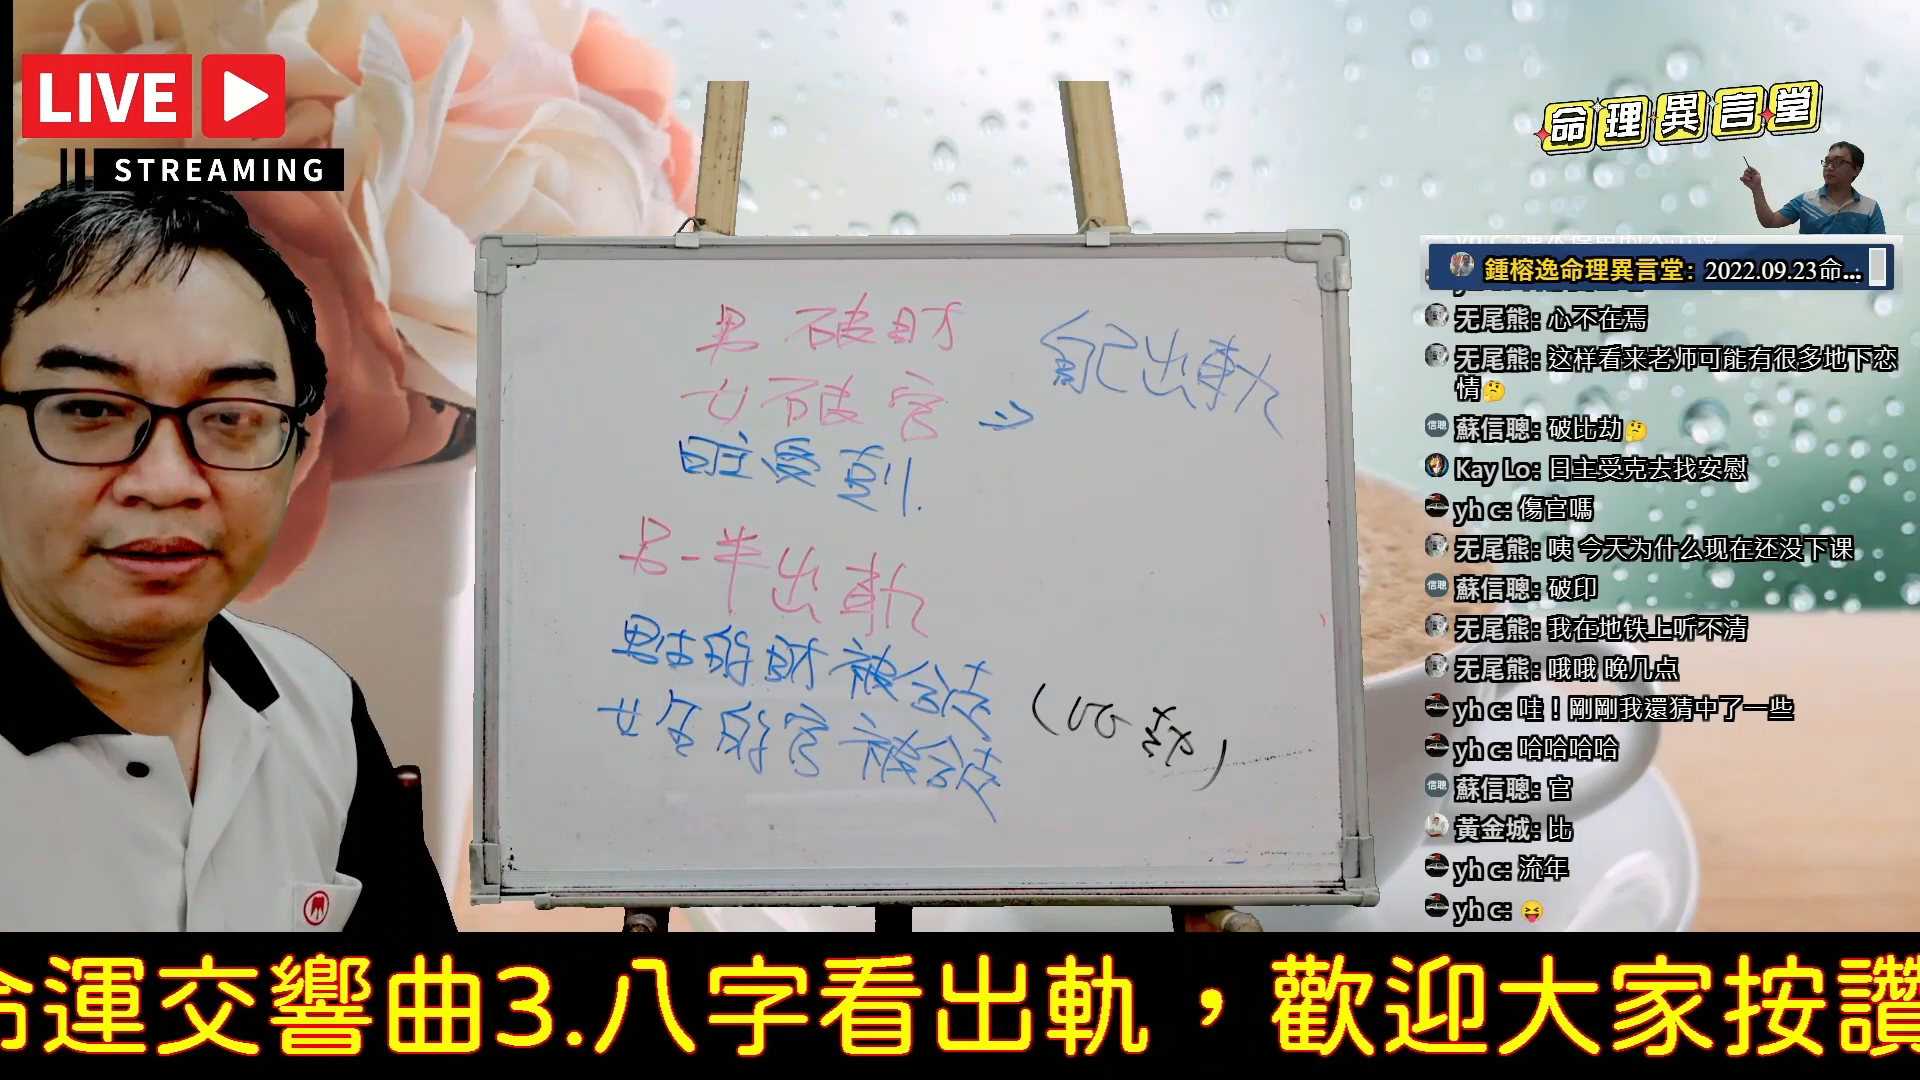 LIVE
STREAMING
命理異言堂
鍾榕逸命理異言堂: 2022.09.23命...
无尾熊: 心不在焉
无尾熊: 这样看来老师可能有很多地下恋
情🤔
蘇信聰: 破比劫🤔
Kay Lo: 日主受克去找安慰
yh c: 傷官嗎
无尾熊: 咦 今天为什么现在还没下课
蘇信聰: 破印
无尾熊: 我在地铁上听不清
无尾熊: 哦哦 晚几点
yh c: 哇！剛剛我還猜中了一些
yh c: 哈哈哈哈
蘇信聰: 官
黃金城: 比
yh c: 流年
yh c: 😝
男 破財
女 破官
日主受剋
自己出軌
另一半出軌
男的財被合走
女的官被合走
命運交響曲3.八字看出軌，歡迎大家按讚